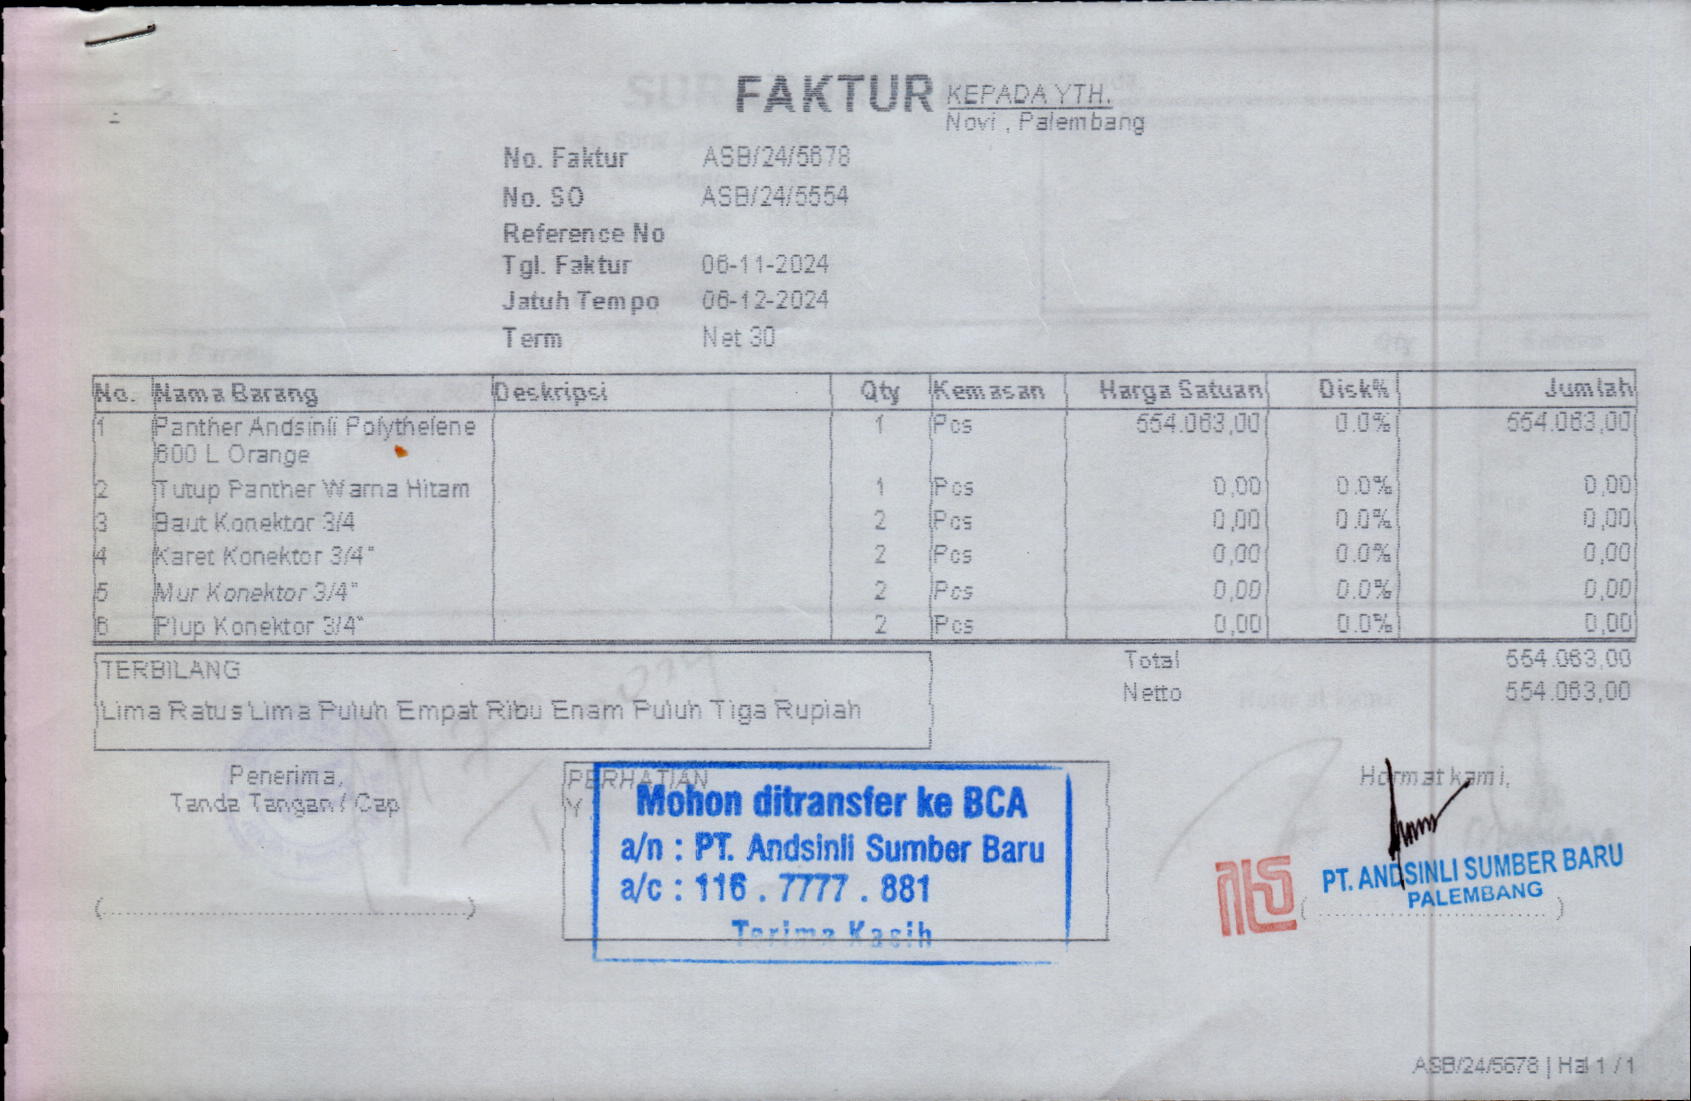 FAKTUR
KEPADA YTH.
Novi , Palembang
No. Faktur ASB/24/5678
No. SO ASB/24/5554
Reference No
Tgl. Faktur 06-11-2024
Jatuh Tempo 06-12-2024
Term Net 30
No. Nama Barang Deskripsi Qty Kemasan Harga Satuan Disk% Jumlah
1 Panther Andsinli Polythelene 1 Pcs 554.063,00 0.0% 554.063,00
600 L Orange
2 Tutup Panther Warna Hitam 1 Pcs 0,00 0.0% 0,00
3 Baut Konektor 3/4 2 Pcs 0,00 0.0% 0,00
4 Karet Konektor 3/4" 2 Pcs 0,00 0.0% 0,00
5 Mur Konektor 3/4" 2 Pcs 0,00 0.0% 0,00
6 Plup Konektor 3/4" 2 Pcs 0,00 0.0% 0,00
TERBILANG
Lima Ratus Lima Puluh Empat Ribu Enam Puluh Tiga Rupiah
Total 554.063,00
Netto 554.063,00
Penerima,
Tanda Tangan / Cap
PERHATIAN
Mohon ditransfer ke BCA
a/n : PT. Andsinli Sumber Baru
a/c : 116 . 7777 . 881
Terima Kasih
Hormat kami,
PT. ANDSINLI SUMBER BARU
PALEMBANG
ASB/24/5678 | Hal 1 / 1